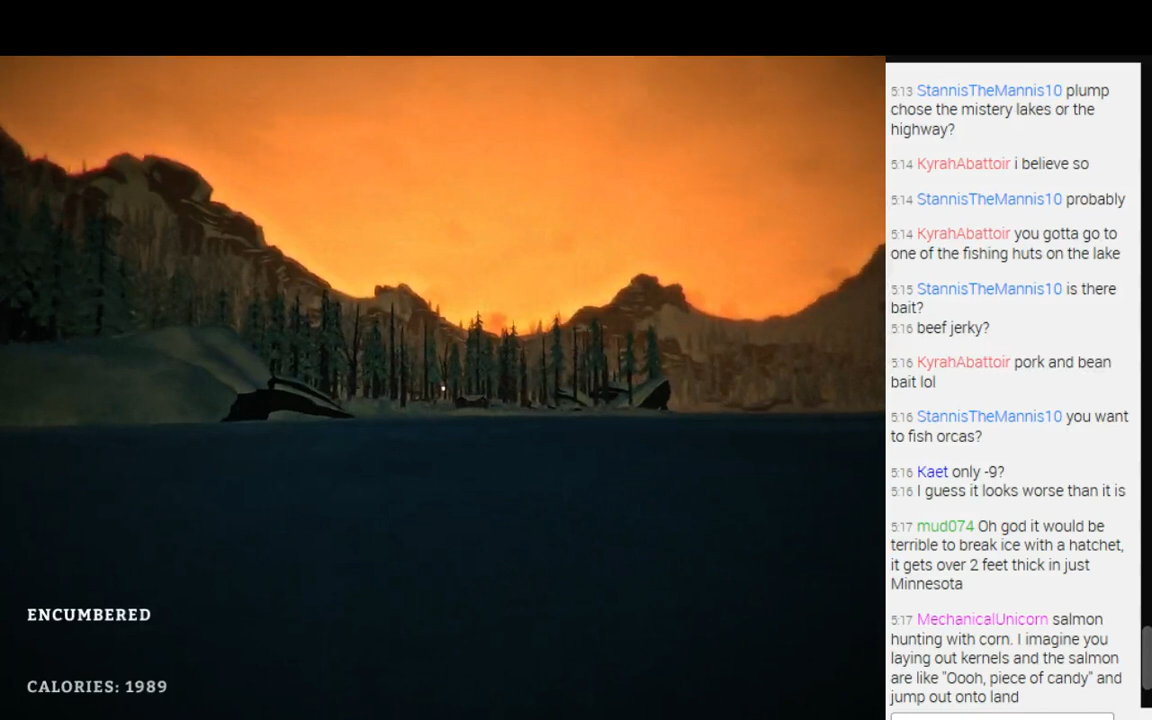 5:13 StannisTheMannis10 plump
chose the mistery lakes or the
highway?
5:14 KyrahAbattoir i believe so
5:14 StannisTheMannis10 probably
5:14 KyrahAbattoir you gotta go to
one of the fishing huts on the lake
5:15 StannisTheMannis10 is there
bait?
5:16 beef jerky?
5:16 KyrahAbattoir pork and bean
bait lol
5:16 StannisTheMannis10 you want
to fish orcas?
5:16 Kaet only -9?
5:16 I guess it looks worse than it is
5:17 mud074 Oh god it would be
terrible to break ice with a hatchet,
it gets over 2 feet thick in just
Minnesota
5:17 MechanicalUnicorn salmon
hunting with corn. I imagine you
laying out kernels and the salmon
are like "Oooh, piece of candy" and
jump out onto land
ENCUMBERED
CALORIES: 1989